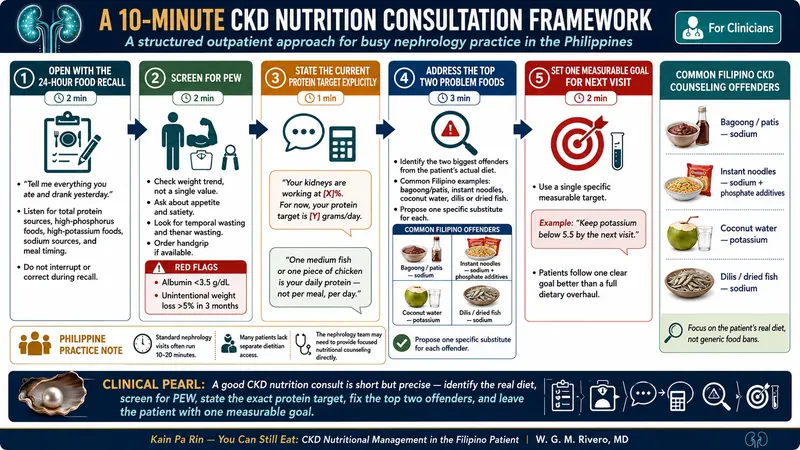 A 10-MINUTE CKD NUTRITION CONSULTATION FRAMEWORK
A structured outpatient approach for busy nephrology practice in the Philippines
For Clinicians
1
OPEN WITH THE
24-HOUR FOOD RECALL
2 min
“Tell me everything you
ate and drank yesterday.”
Listen for total protein
sources, high-phosphorus
foods, high-potassium foods,
sodium sources, and
meal timing.
Do not interrupt or
correct during recall.
2
SCREEN FOR PEW
2 min
Check weight trend,
not a single value.
Ask about appetite
and satiety.
Look for temporal wasting
and thenar wasting.
Order handgrip
if available.
RED FLAGS
Albumin <3.5 g/dL
Unintentional weight
loss >5% in 3 months
3
STATE THE CURRENT
PROTEIN TARGET EXPLICITLY
1 min
“Your kidneys are
working at [X]%.
For now, your protein
target is [Y] grams/day.
“One medium fish
or one piece of chicken
is your daily protein —
not per meal, per day.”
4
ADDRESS THE TOP
TWO PROBLEM FOODS
3 min
Identify the two biggest offenders
from the patient's actual diet.
Common Filipino examples:
bagoong/patis, instant noodles,
coconut water, dilis or dried fish.
Propose one specific substitute
for each.
COMMON FILIPINO OFFENDERS
Bagoong / patis
— sodium
Instant noodles
— sodium +
phosphate additives
Coconut water
— potassium
Dilis / dried fish
— sodium
Propose one specific substitute
for each offender.
5
SET ONE MEASURABLE GOAL
FOR NEXT VISIT
2 min
Use a single specific
measurable target.
Example: “Keep potassium
below 5.5 by the next visit.”
Patients follow one clear
goal better than a full
dietary overhaul.
COMMON FILIPINO CKD
COUNSELING OFFENDERS
Bagoong / patis
— sodium
Instant noodles
— sodium +
phosphate additives
Coconut water
— potassium
Dilis / dried fish
— sodium
Focus on the patient's real diet,
not generic food bans.
PHILIPPINE
PRACTICE NOTE
Standard nephrology
visits often run
10–20 minutes.
Many patients lack
separate dietitian
access.
The nephrology team may
need to provide focused
nutritional counseling
directly.
CLINICAL PEARL: A good CKD nutrition consult is short but precise — identify the real diet,
screen for PEW, state the exact protein target, fix the top two offenders, and leave
the patient with one measurable goal.
Kain Pa Rin — You Can Still Eat: CKD Nutritional Management in the Filipino Patient | W. G. M. Rivero, MD